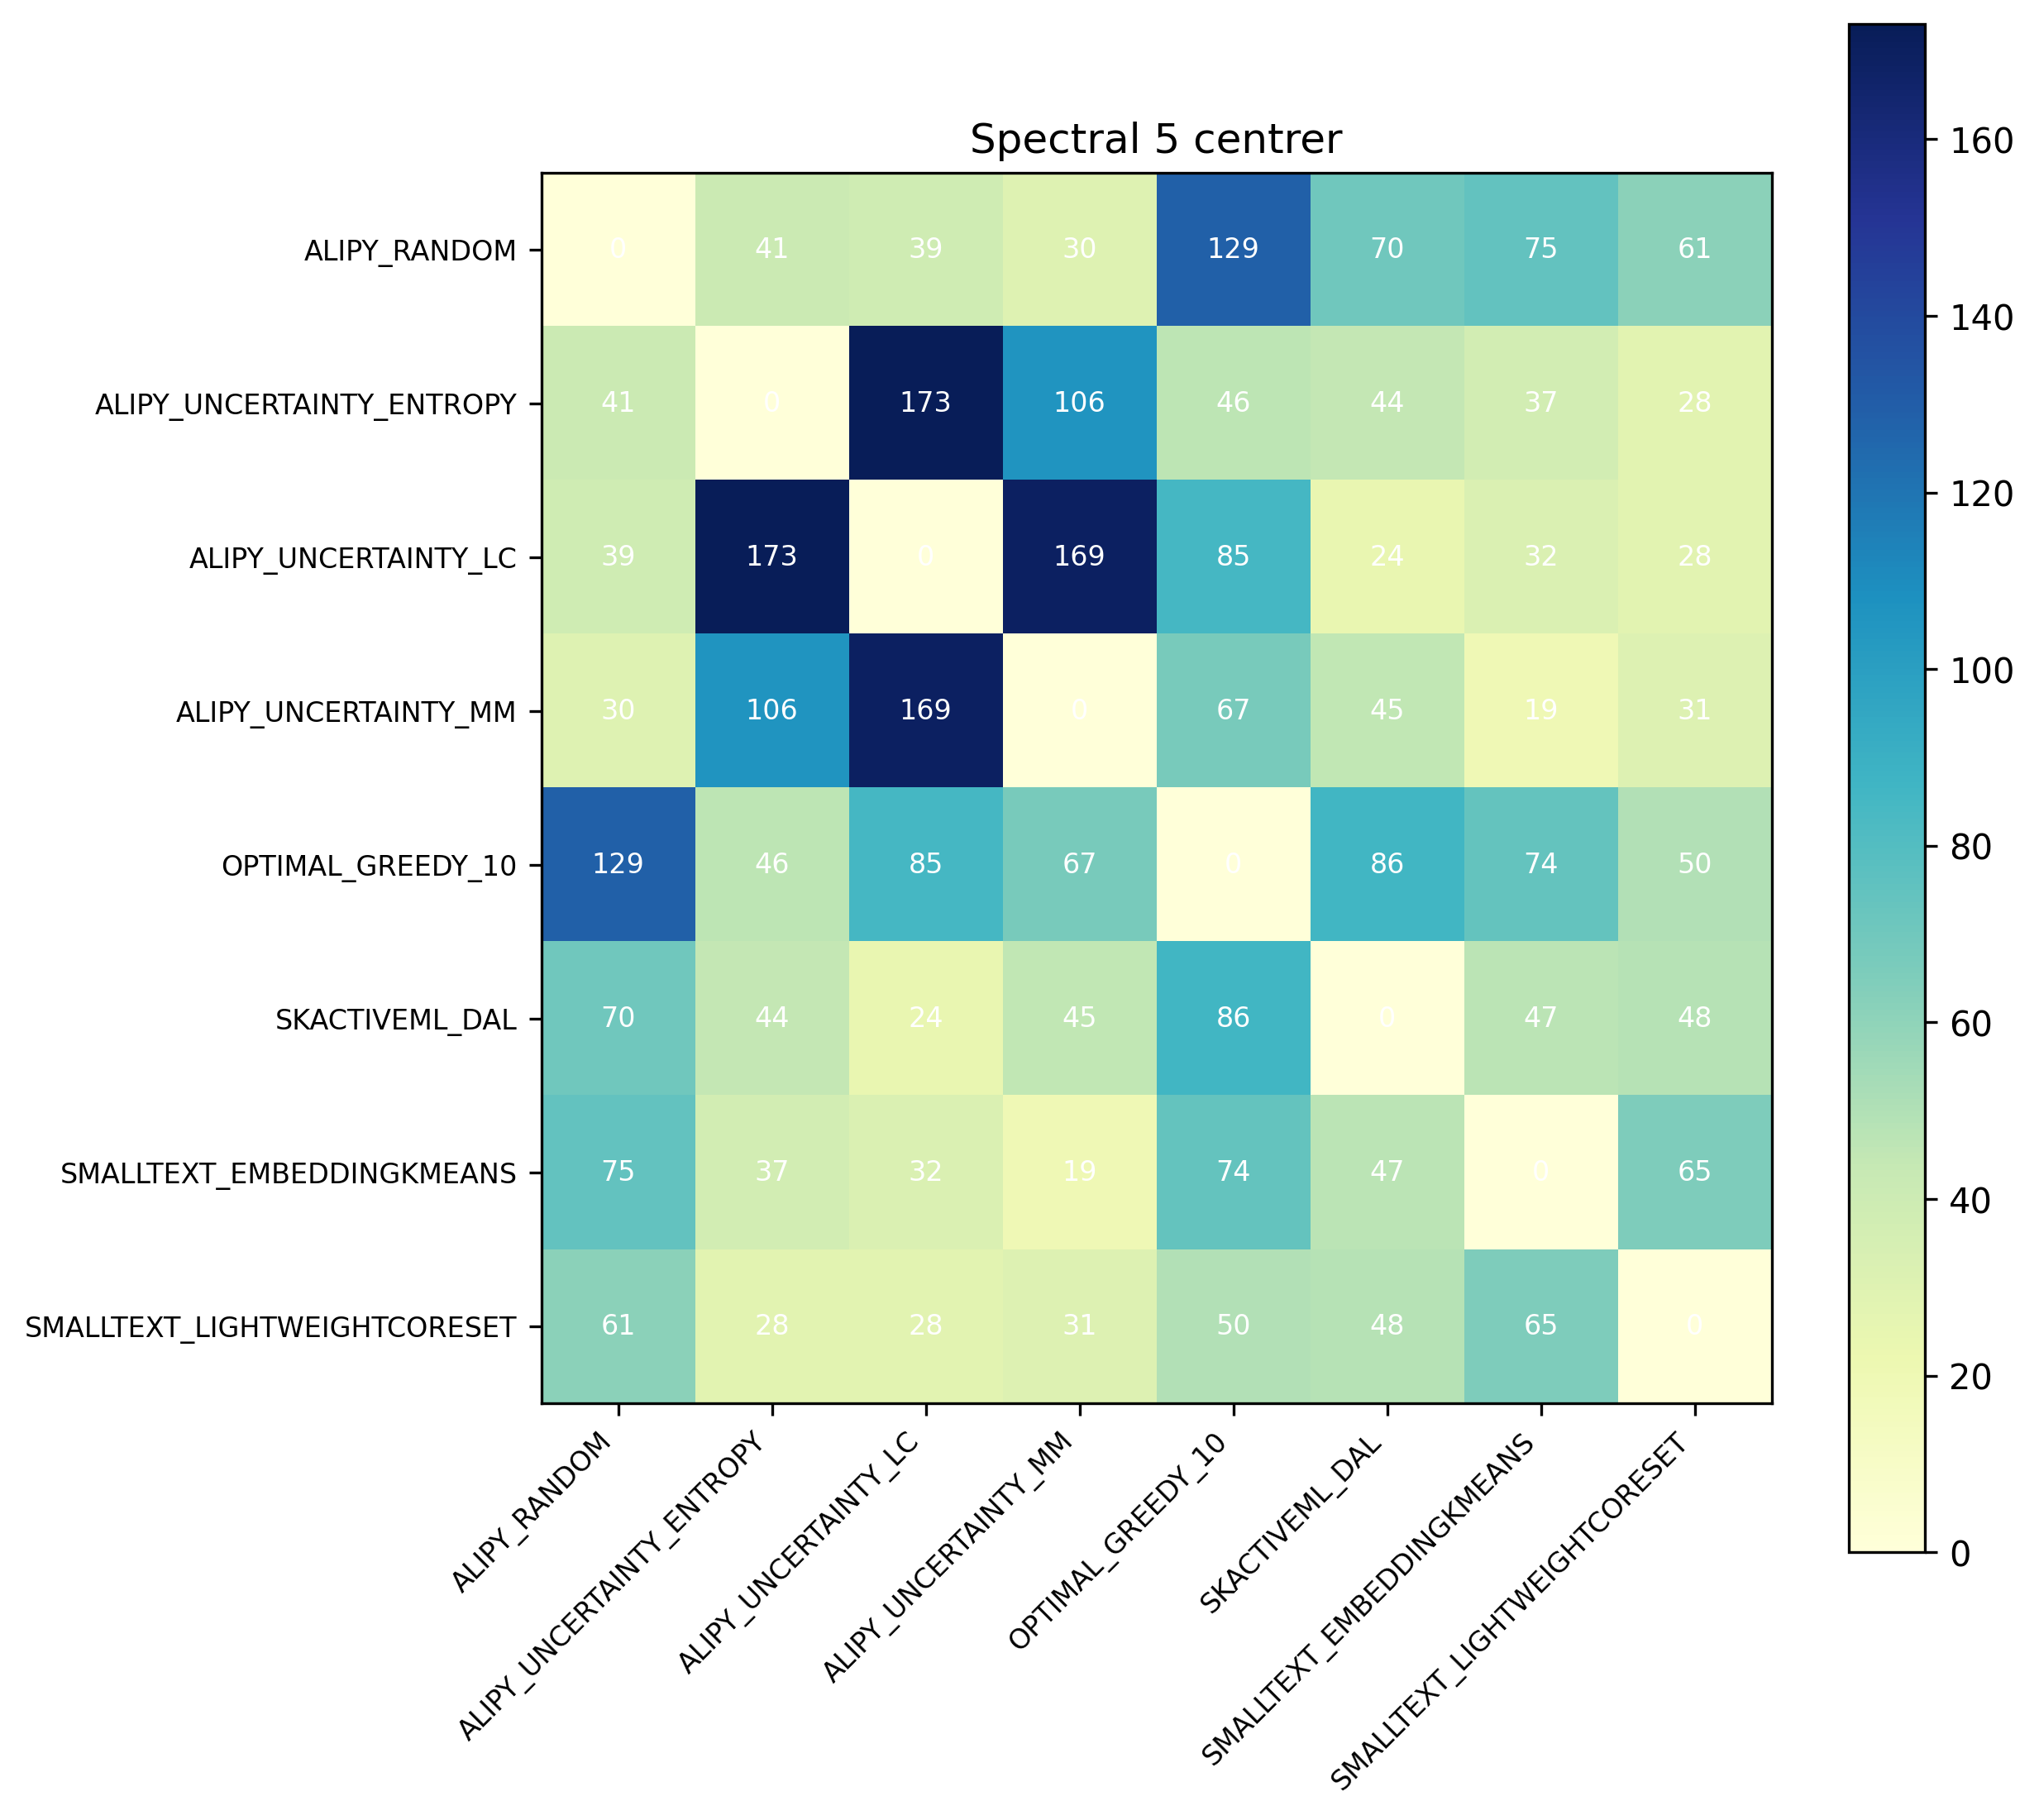 Spectral 5 centrer
ALIPY_RANDOM 0 41 39 30 129 70 75 61
ALIPY_UNCERTAINTY_ENTROPY 41 0 173 106 46 44 37 28
ALIPY_UNCERTAINTY_LC 39 173 0 169 85 24 32 28
ALIPY_UNCERTAINTY_MM 30 106 169 0 67 45 19 31
OPTIMAL_GREEDY_10 129 46 85 67 0 86 74 50
SKACTIVEML_DAL 70 44 24 45 86 0 47 48
SMALLTEXT_EMBEDDINGKMEANS 75 37 32 19 74 47 0 65
SMALLTEXT_LIGHTWEIGHTCORESET 61 28 28 31 50 48 65 0
ALIPY_RANDOM
ALIPY_UNCERTAINTY_ENTROPY
ALIPY_UNCERTAINTY_LC
ALIPY_UNCERTAINTY_MM
OPTIMAL_GREEDY_10
SKACTIVEML_DAL
SMALLTEXT_EMBEDDINGKMEANS
SMALLTEXT_LIGHTWEIGHTCORESET
160
140
120
100
80
60
40
20
0